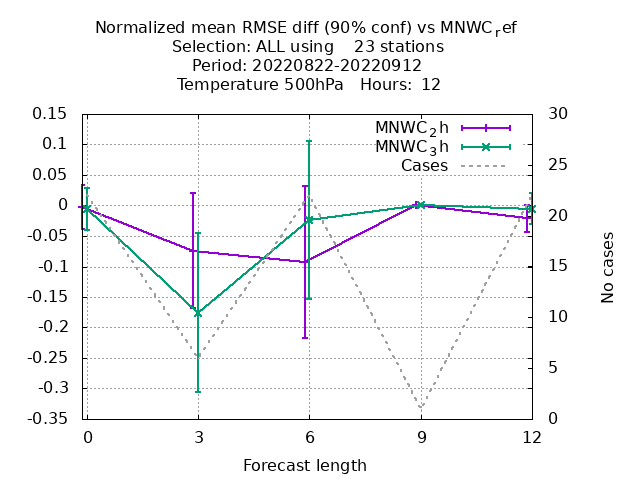 Normalized mean RMSE diff (90% conf) vs MNWC_ref
Selection: ALL using    23 stations
Period: 20220822-20220912
Temperature 500hPa   Hours:  12
0.15
0.1
0.05
0
-0.05
-0.1
-0.15
-0.2
-0.25
-0.3
-0.35
30
25
20
15
10
5
0
MNWC_2h
MNWC_3h
Cases
No cases
0 3 6 9 12
Forecast length